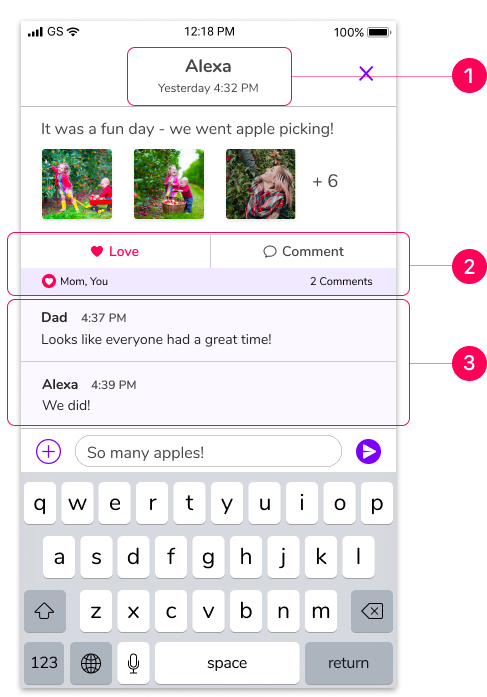 GS 12:18 PM 100%
Alexa
Yesterday 4:32 PM
1
It was a fun day - we went apple picking!
+ 6
Love Comment
2
Mom, You 2 Comments
Dad 4:37 PM
Looks like everyone had a great time!
3
Alexa 4:39 PM
We did!
So many apples!
q w e r t y u i o p
a s d f g h j k l
z x c v b n m
123 space return